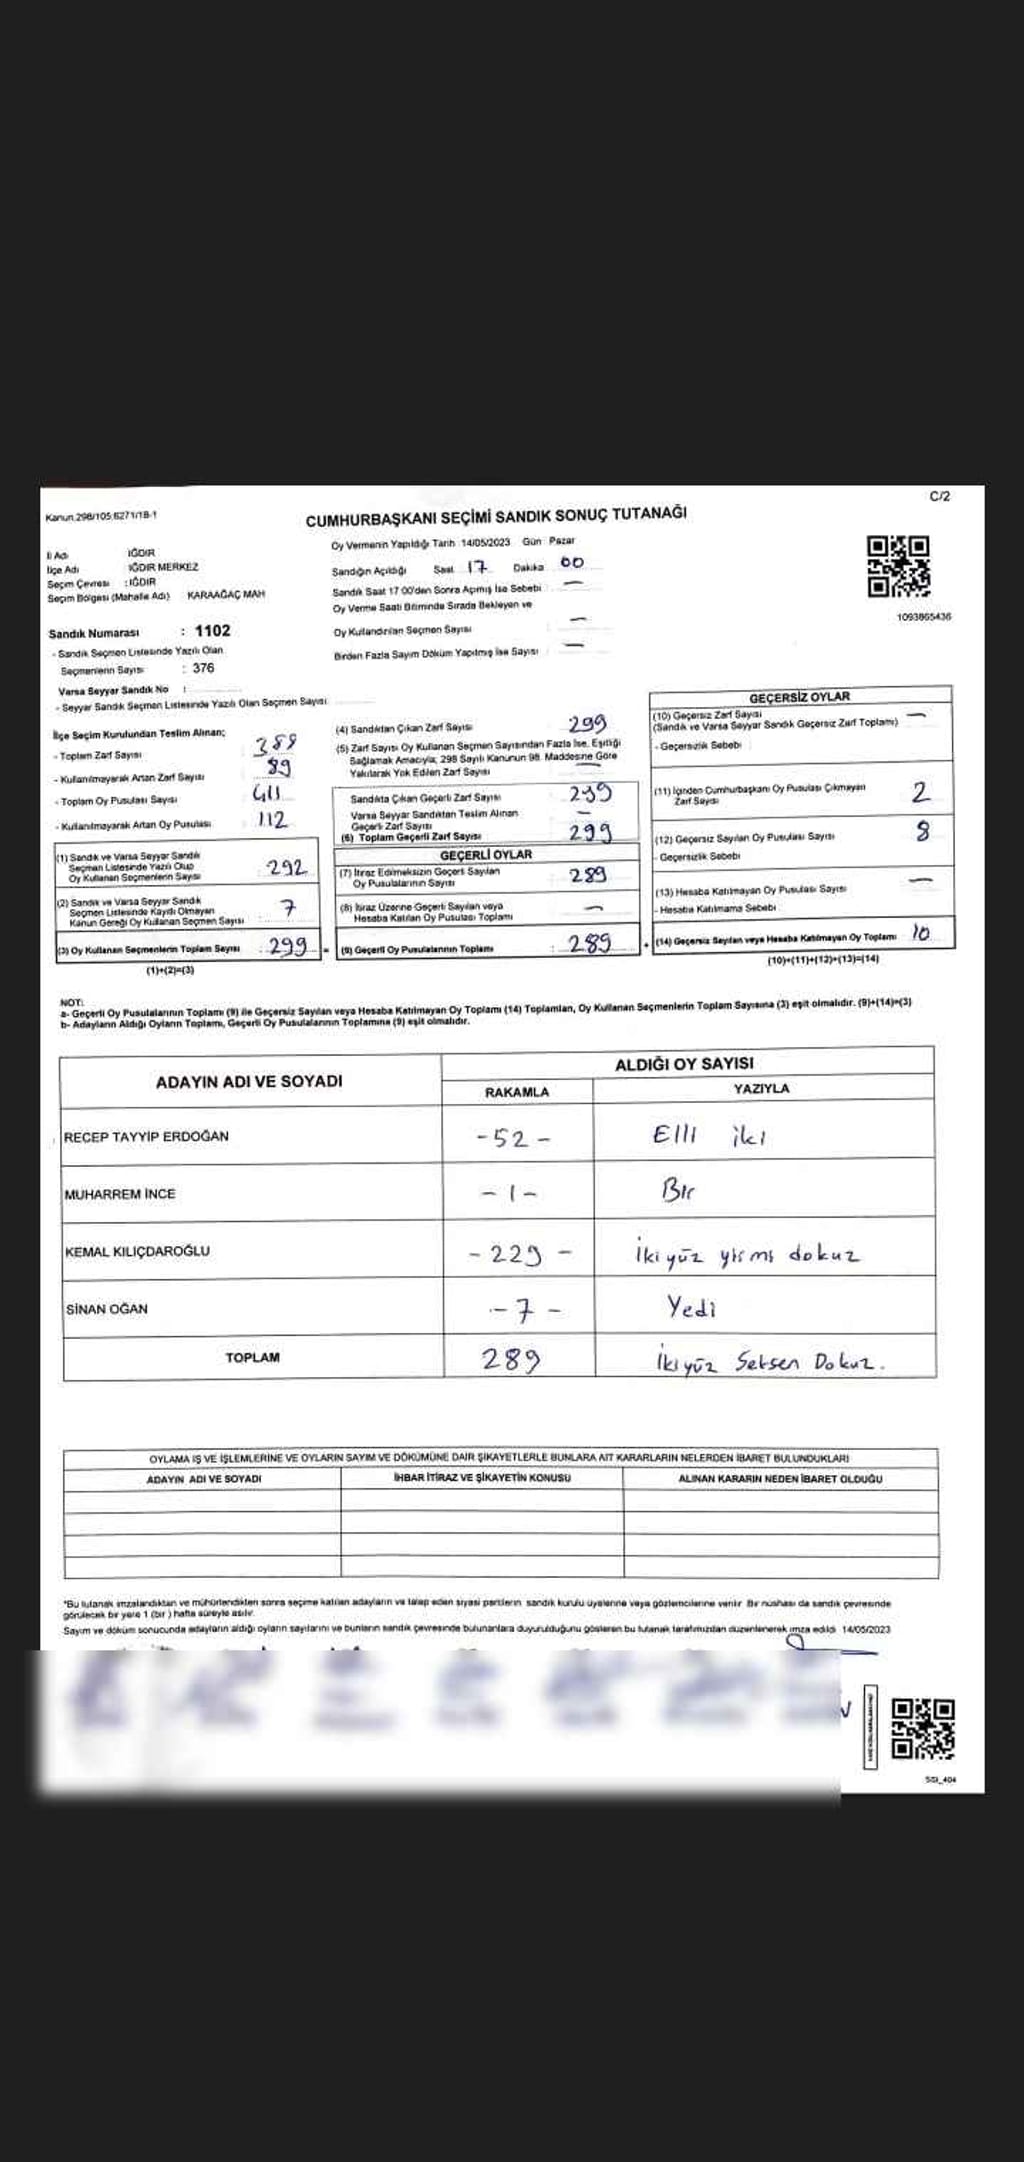 C/2
Kanun.298/105;6271/18-1
CUMHURBAŞKANI SEÇİMİ SANDIK SONUÇ TUTANAĞI
İl Adı IĞDIR
İlçe Adı IĞDIR MERKEZ
Seçim Çevresi : IĞDIR
Seçim Bölgesi (Mahalle Adı) KARAAĞAÇ MAH
Sandık Numarası : 1102
- Sandık Seçmen Listesinde Yazılı Olan
Seçmenlerin Sayısı : 376
Varsa Seyyar Sandık No :
- Seyyar Sandık Seçmen Listesinde Yazılı Olan Seçmen Sayısı
Oy Vermenin Yapıldığı Tarih 14/05/2023 Gün Pazar
Sandığın Açıldığı Saat 17 Dakika 00
Sandık Saat 17 00'den Sonra Açımış İse Sebebi : —
Oy Verme Saati Bitiminde Sırada Bekleyen ve
Oy Kullandırılan Seçmen Sayısı : —
Birden Fazla Sayım Döküm Yapılmış İse Sayısı : —
1093865436
İlçe Seçim Kurulundan Teslim Alınan;
- Toplam Zarf Sayısı : 388
- Kullanılmayarak Artan Zarf Sayısı : 89
- Toplam Oy Pusulası Sayısı : 411
- Kullanılmayarak Artan Oy Pusulası : 112
(1) Sandık ve Varsa Seyyar Sandık
Seçmen Listesinde Yazılı Olup
Oy Kullanan Seçmenlerin Sayısı : 292
(2) Sandık ve Varsa Seyyar Sandık
Seçmen Listesinde Kayıtlı Olmayan
Kanun Gereği Oy Kullanan Seçmen Sayısı : 7
(3) Oy Kullanan Seçmenlerin Toplam Sayısı : 299 =
(1)+(2)=(3)
(4) Sandıktan Çıkan Zarf Sayısı : 299
(5) Zarf Sayısı Oy Kullanan Seçmen Sayısından Fazla İse, Eşitliği
Sağlamak Amacıyla; 298 Sayılı Kanunun 98. Maddesine Göre
Yakılarak Yok Edilen Zarf Sayısı : —
Sandıkta Çıkan Geçerli Zarf Sayısı : 299
Varsa Seyyar Sandıktan Teslim Alınan
Geçerli Zarf Sayısı : —
(6) Toplam Geçerli Zarf Sayısı : 299
GEÇERLİ OYLAR
(7) İtiraz Edilmeksizin Geçerli Sayılan
Oy Pusulalarının Sayısı : 289
(8) İtiraz Üzerine Geçerli Sayılan veya
Hesaba Katılan Oy Pusulası Toplamı : —
(9) Geçerli Oy Pusulalarının Toplamı : 289 +
GEÇERSİZ OYLAR
(10) Geçersiz Zarf Sayısı —
(Sandık ve Varsa Seyyar Sandık Geçersiz Zarf Toplamı)
- Geçersizlik Sebebi :
(11) İçinden Cumhurbaşkanı Oy Pusulası Çıkmayan
Zarf Sayısı 2
(12) Geçersiz Sayılan Oy Pusulası Sayısı 8
- Geçersizlik Sebebi
(13) Hesaba Katılmayan Oy Pusulası Sayısı —
- Hesaba Katılmama Sebebi :
(14) Geçersiz Sayılan veya Hesaba Katılmayan Oy Toplamı 10
(10)+(11)+(12)+(13)=(14)
NOT:
a- Geçerli Oy Pusulalarının Toplamı (9) ile Geçersiz Sayılan veya Hesaba Katılmayan Oy Toplamı (14) Toplamları, Oy Kullanan Seçmenlerin Toplam Sayısına (3) eşit olmalıdır. (9)+(14)=(3)
b- Adayların Aldığı Oyların Toplamı, Geçerli Oy Pusulalarının Toplamına (9) eşit olmalıdır.
ADAYIN ADI VE SOYADI ALDIĞI OY SAYISI
RAKAMLA YAZIYLA
RECEP TAYYİP ERDOĞAN -52- Elli iki
MUHARREM İNCE -1- Bir
KEMAL KILIÇDAROĞLU -229- İkiyüz yirmi dokuz
SİNAN OĞAN -7- Yedi
TOPLAM 289 İkiyüz Seksen Dokuz.
OYLAMA İŞ VE İŞLEMLERİNE VE OYLARIN SAYIM VE DÖKÜMÜNE DAİR ŞİKAYETLERLE BUNLARA AİT KARARLARIN NELERDEN İBARET BULUNDUKLARI
ADAYIN ADI VE SOYADI İHBAR İTİRAZ VE ŞİKAYETİN KONUSU ALINAN KARARIN NEDEN İBARET OLDUĞU
*Bu tutanak imzalandıktan ve mühürlendikten sonra seçime katılan adayların ve talep eden siyasi partilerin sandık kurulu üyelerine veya gözlemcilerine verilir Bir nüshası da sandık çevresinde
görülecek bir yere 1 (bir) hafta süreyle asılır.
Sayım ve döküm sonucunda adayların aldığı oyların sayılarını ve bunların sandık çevresinde bulunanlara duyurulduğunu gösteren bu tutanak tarafımızdan düzenlenerek imza edildi 14/05/2023